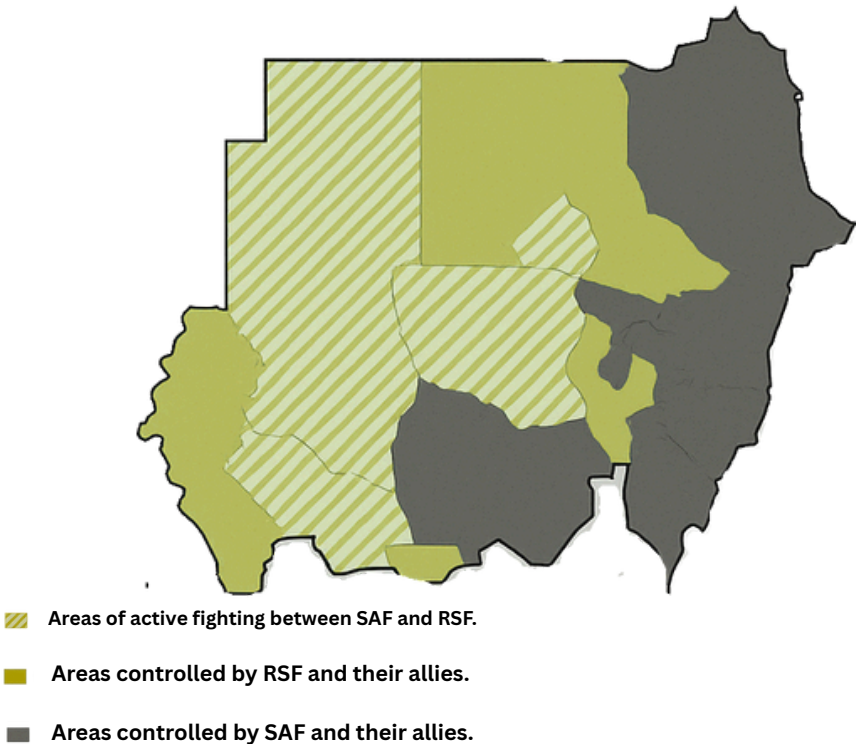 Areas of active fighting between SAF and RSF.
Areas controlled by RSF and their allies.
Areas controlled by SAF and their allies.